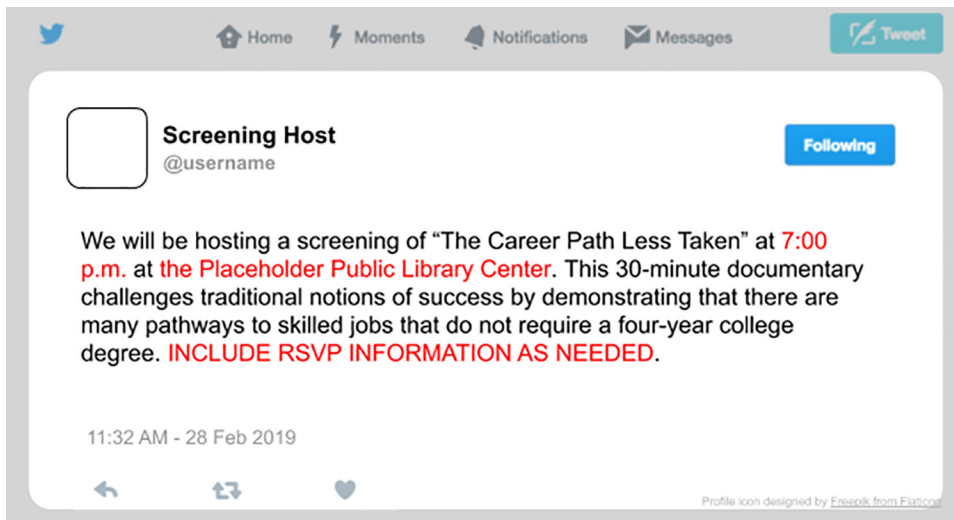 Home Moments Notifications Messages Tweet
Screening Host
@username
Following
We will be hosting a screening of “The Career Path Less Taken” at 7:00
p.m. at the Placeholder Public Library Center. This 30-minute documentary
challenges traditional notions of success by demonstrating that there are
many pathways to skilled jobs that do not require a four-year college
degree. INCLUDE RSVP INFORMATION AS NEEDED.
11:32 AM - 28 Feb 2019
Profile icon designed by Freepik from Flaticon